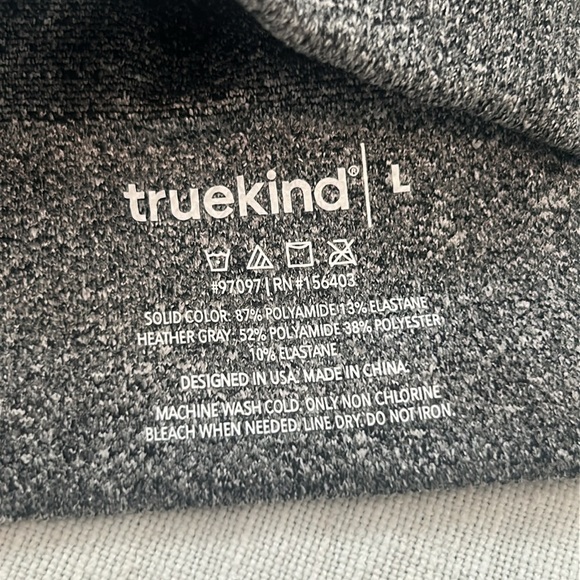 truekind® | L
#97097 | RN#156403
SOLID COLOR: 87% POLYAMIDE 13% ELASTANE
HEATHER GRAY: 52% POLYAMIDE 38% POLYESTER,
10% ELASTANE
DESIGNED IN USA. MADE IN CHINA.
MACHINE WASH COLD. ONLY NON CHLORINE
BLEACH WHEN NEEDED. LINE DRY. DO NOT IRON.